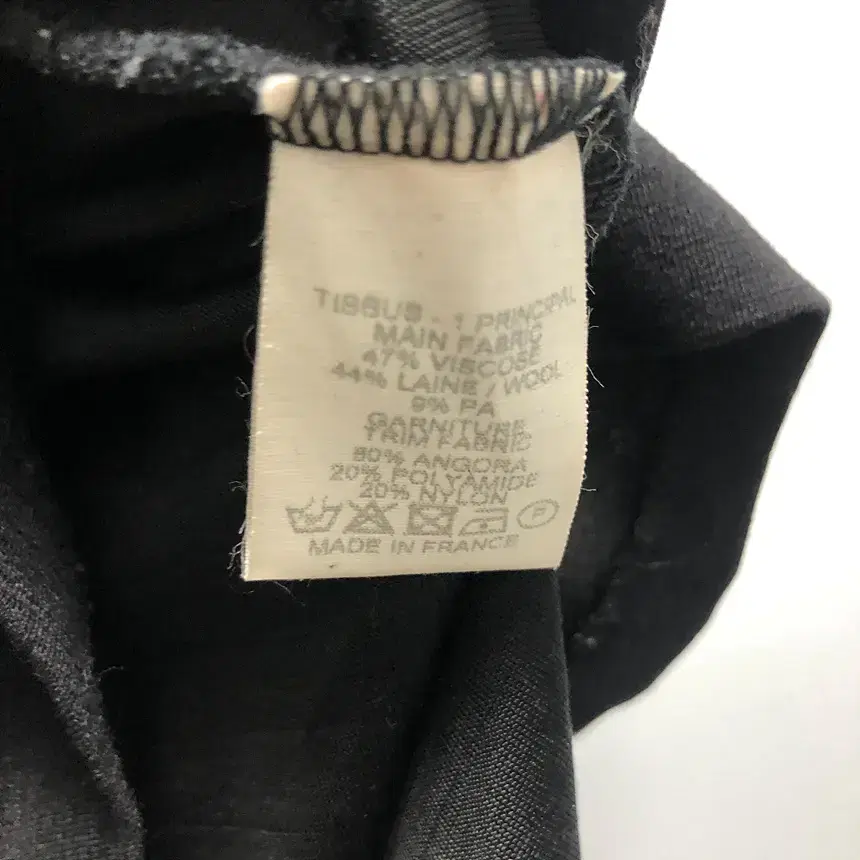 TISSUS - 1 PRINCIPAL
MAIN FABRIC
47% VISCOSE
44% LAINE / WOOL
9% PA
GARNITURE
TRIM FABRIC
80% ANGORA
20% POLYAMIDE
20% NYLON
P
MADE IN FRANCE